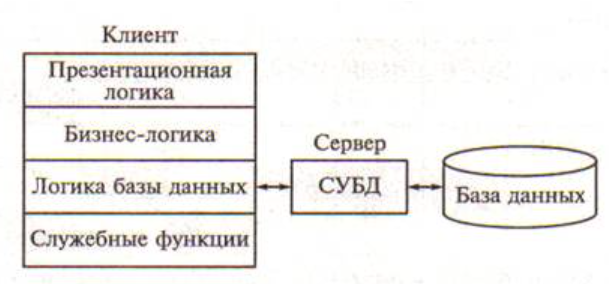 Клиент
Презентационная
логика
Бизнес-логика
Логика базы данных
Служебные функции
Сервер
СУБД
База данных